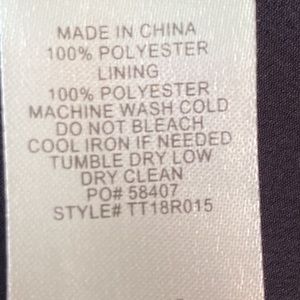 MADE IN CHINA
100% POLYESTER
LINING
100% POLYESTER
MACHINE WASH COLD
DO NOT BLEACH
COOL IRON IF NEEDED
TUMBLE DRY LOW
DRY CLEAN
PO# 58407
STYLE# TT18R015